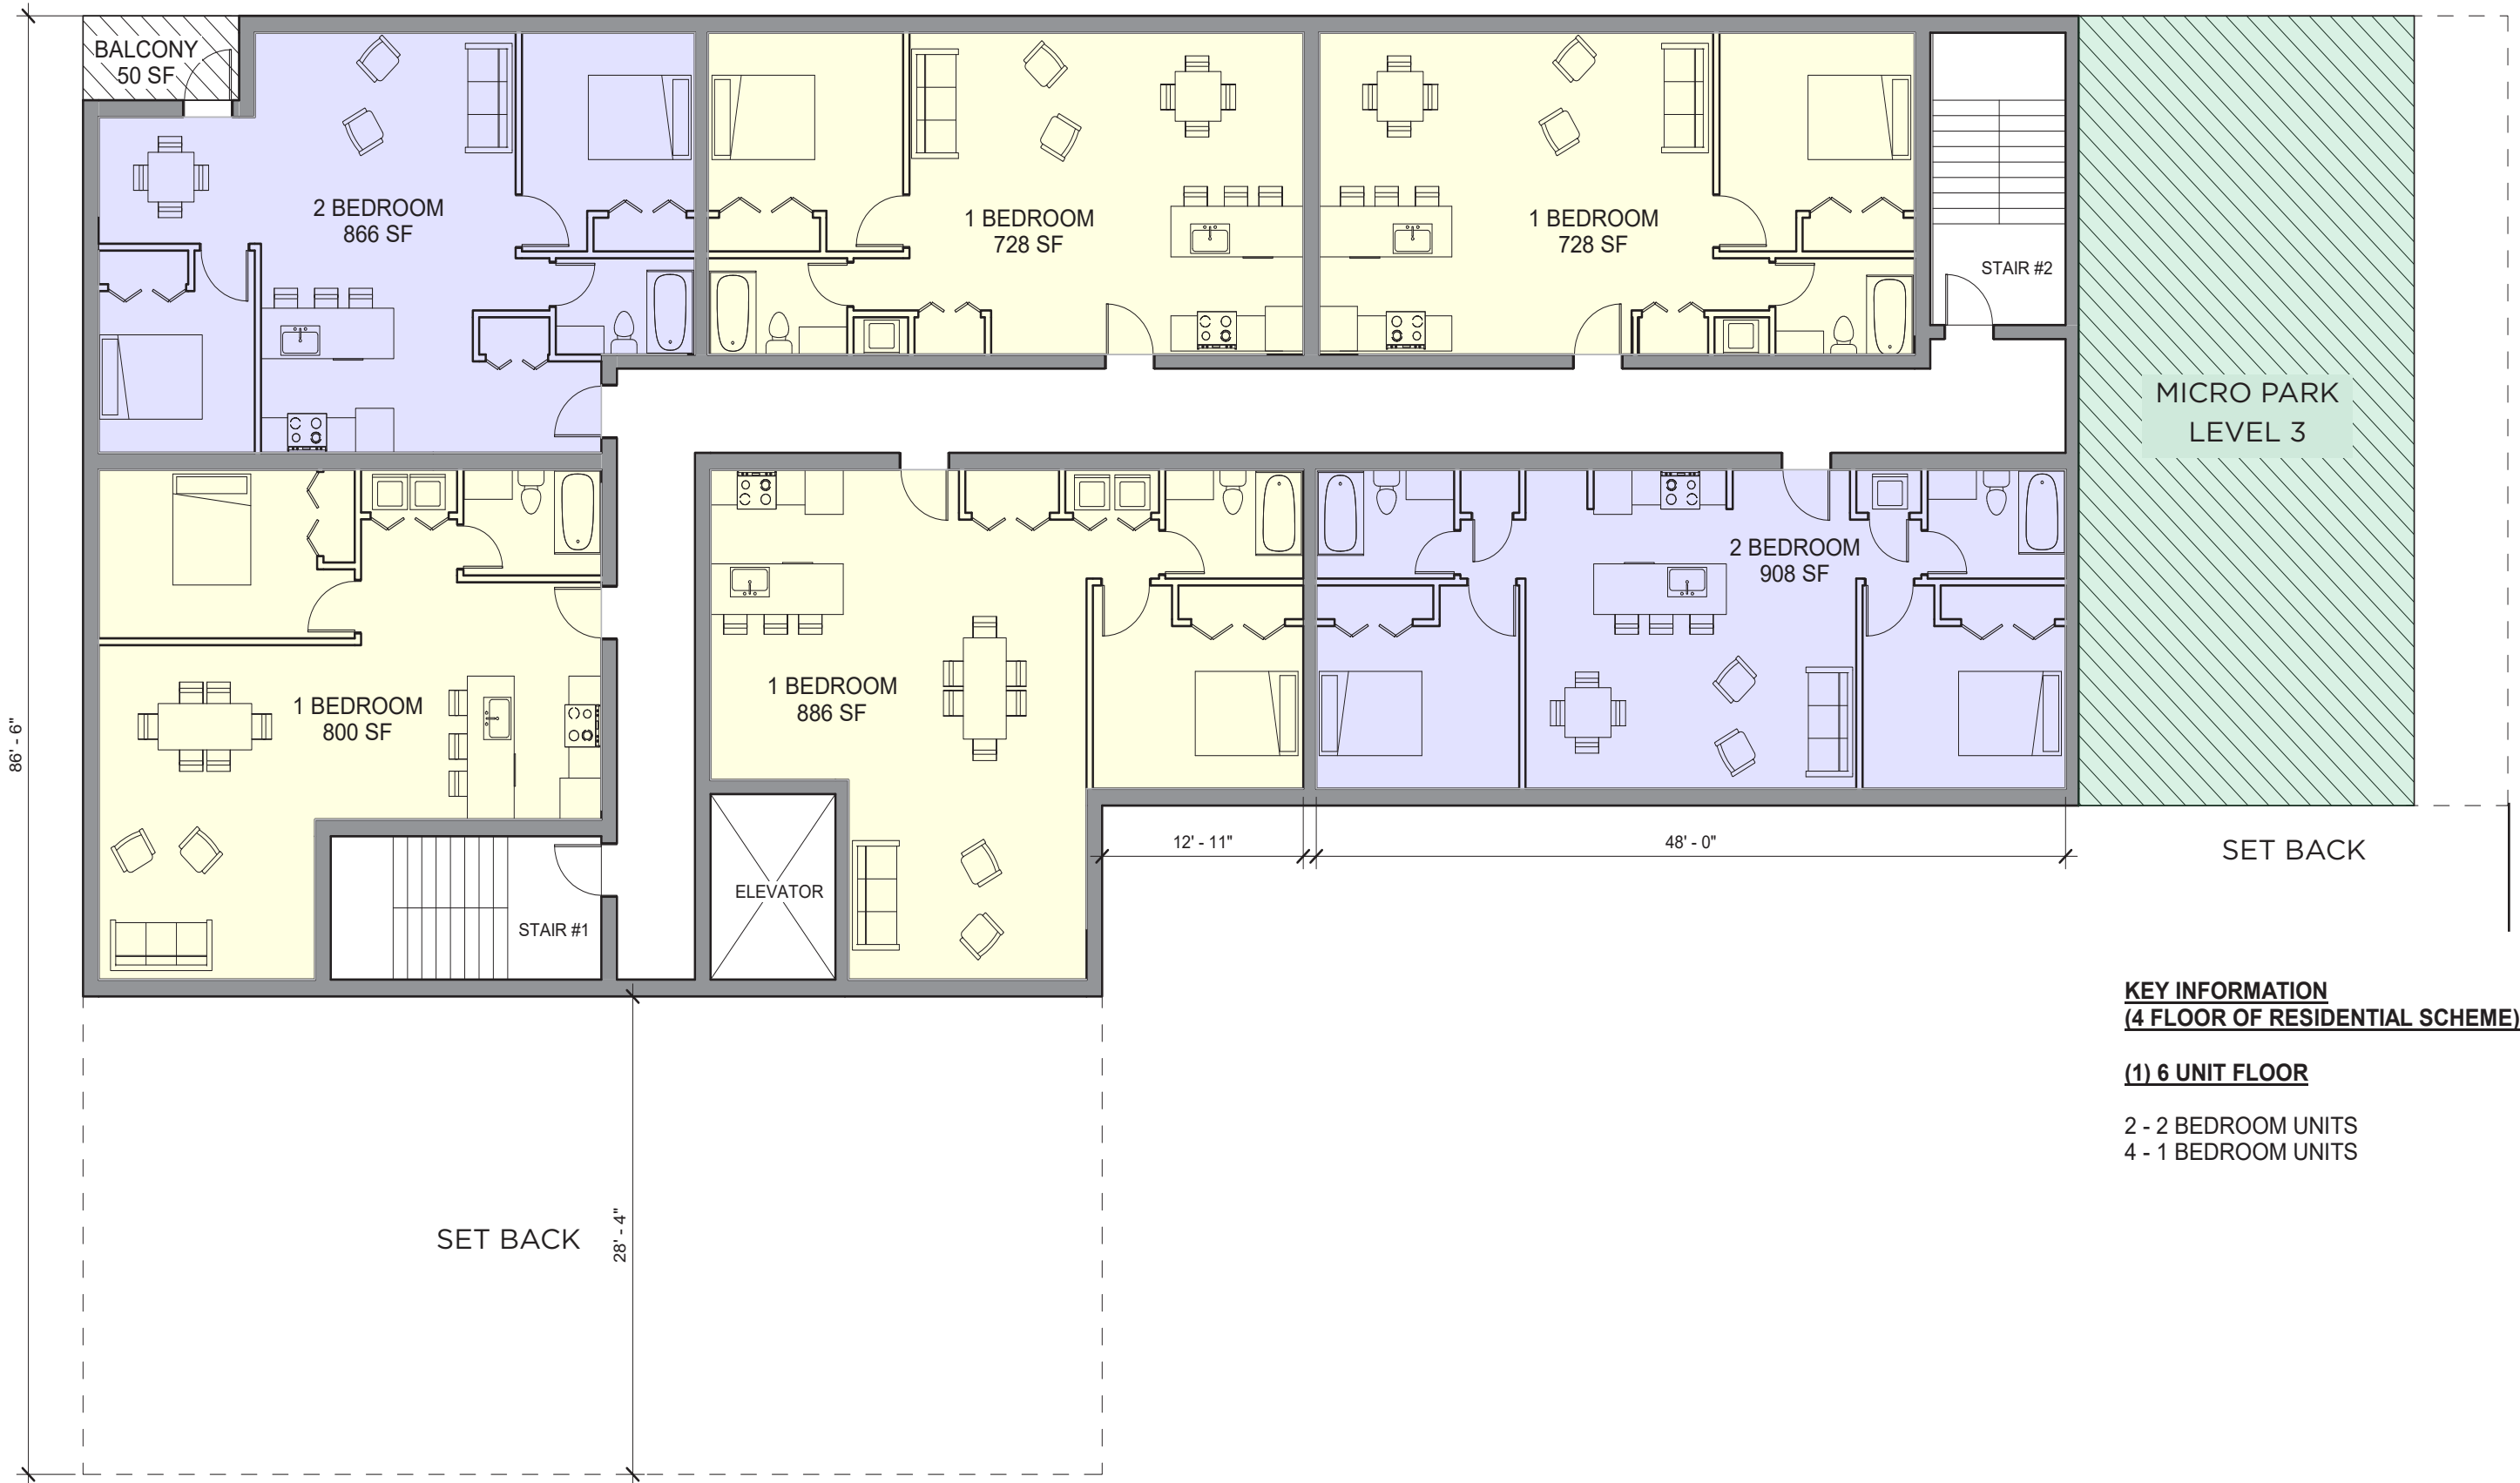 BALCONY
50 SF
2 BEDROOM
866 SF
1 BEDROOM
728 SF
1 BEDROOM
728 SF
STAIR #2
MICRO PARK
LEVEL 3
2 BEDROOM
908 SF
1 BEDROOM
886 SF
1 BEDROOM
800 SF
86' - 6"
12' - 11"
48' - 0"
SET BACK
ELEVATOR
STAIR #1
KEY INFORMATION
(4 FLOOR OF RESIDENTIAL SCHEME)
(1) 6 UNIT FLOOR
2 - 2 BEDROOM UNITS
4 - 1 BEDROOM UNITS
SET BACK
28' - 4"